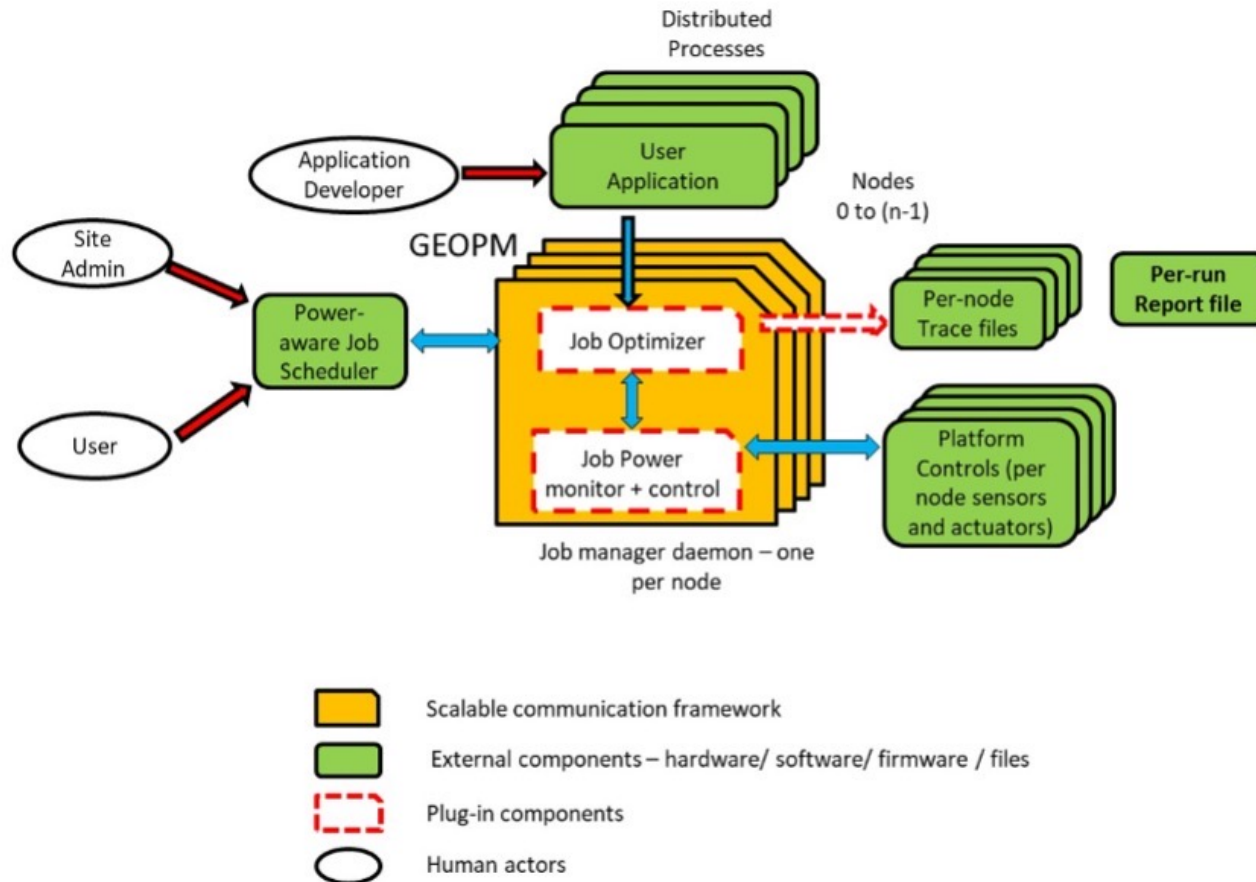 Distributed
Processes
User
Application
Application
Developer
Nodes
0 to (n-1)
GEOPM
Site
Admin
Power-
aware Job
Scheduler
User
Job Optimizer
Per-node
Trace files
Per-run
Report file
Job Power
monitor + control
Platform
Controls (per
node sensors
and actuators)
Job manager daemon – one
per node
Scalable communication framework
External components – hardware/ software/ firmware / files
Plug-in components
Human actors